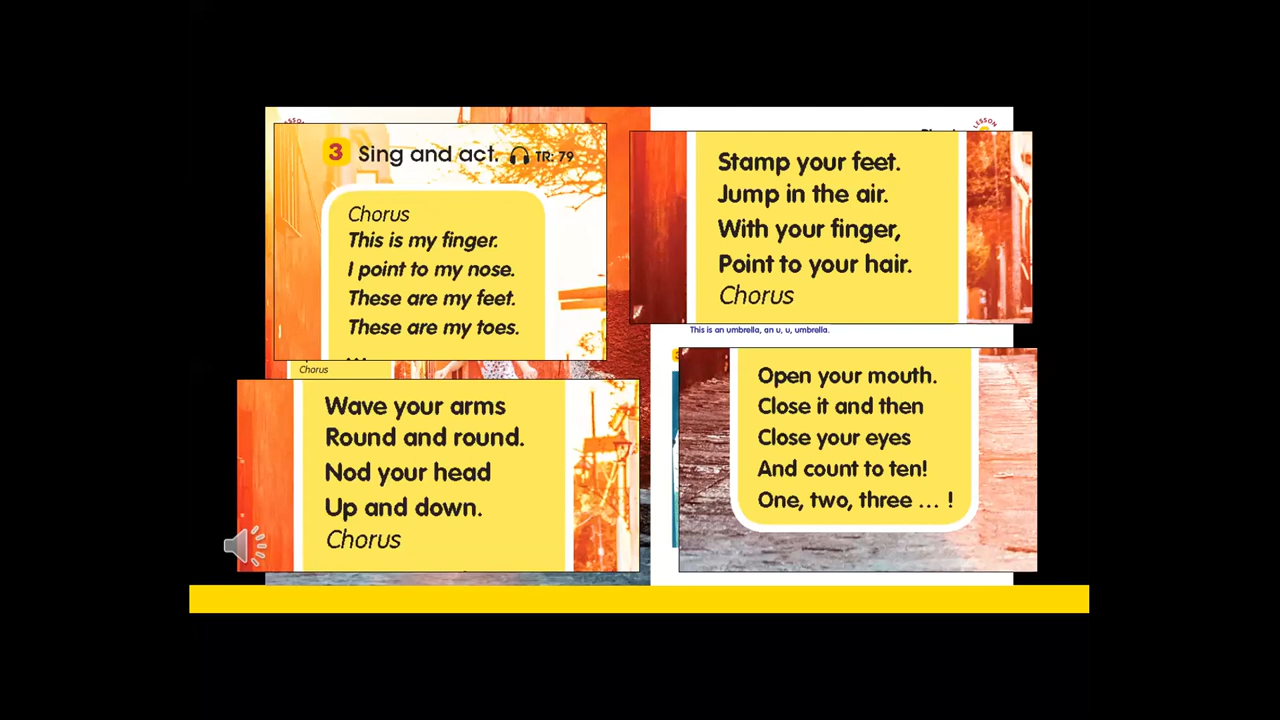 LESSON
3 Sing and act. TR: 79
Chorus
This is my finger.
I point to my nose.
These are my feet.
These are my toes.
Chorus
Wave your arms
Round and round.
Nod your head
Up and down.
Chorus
LESSON
Stamp your feet.
Jump in the air.
With your finger,
Point to your hair.
Chorus
This is an umbrella, an u, u, umbrella.
3
Open your mouth.
Close it and then
Close your eyes
And count to ten!
One, two, three ... !